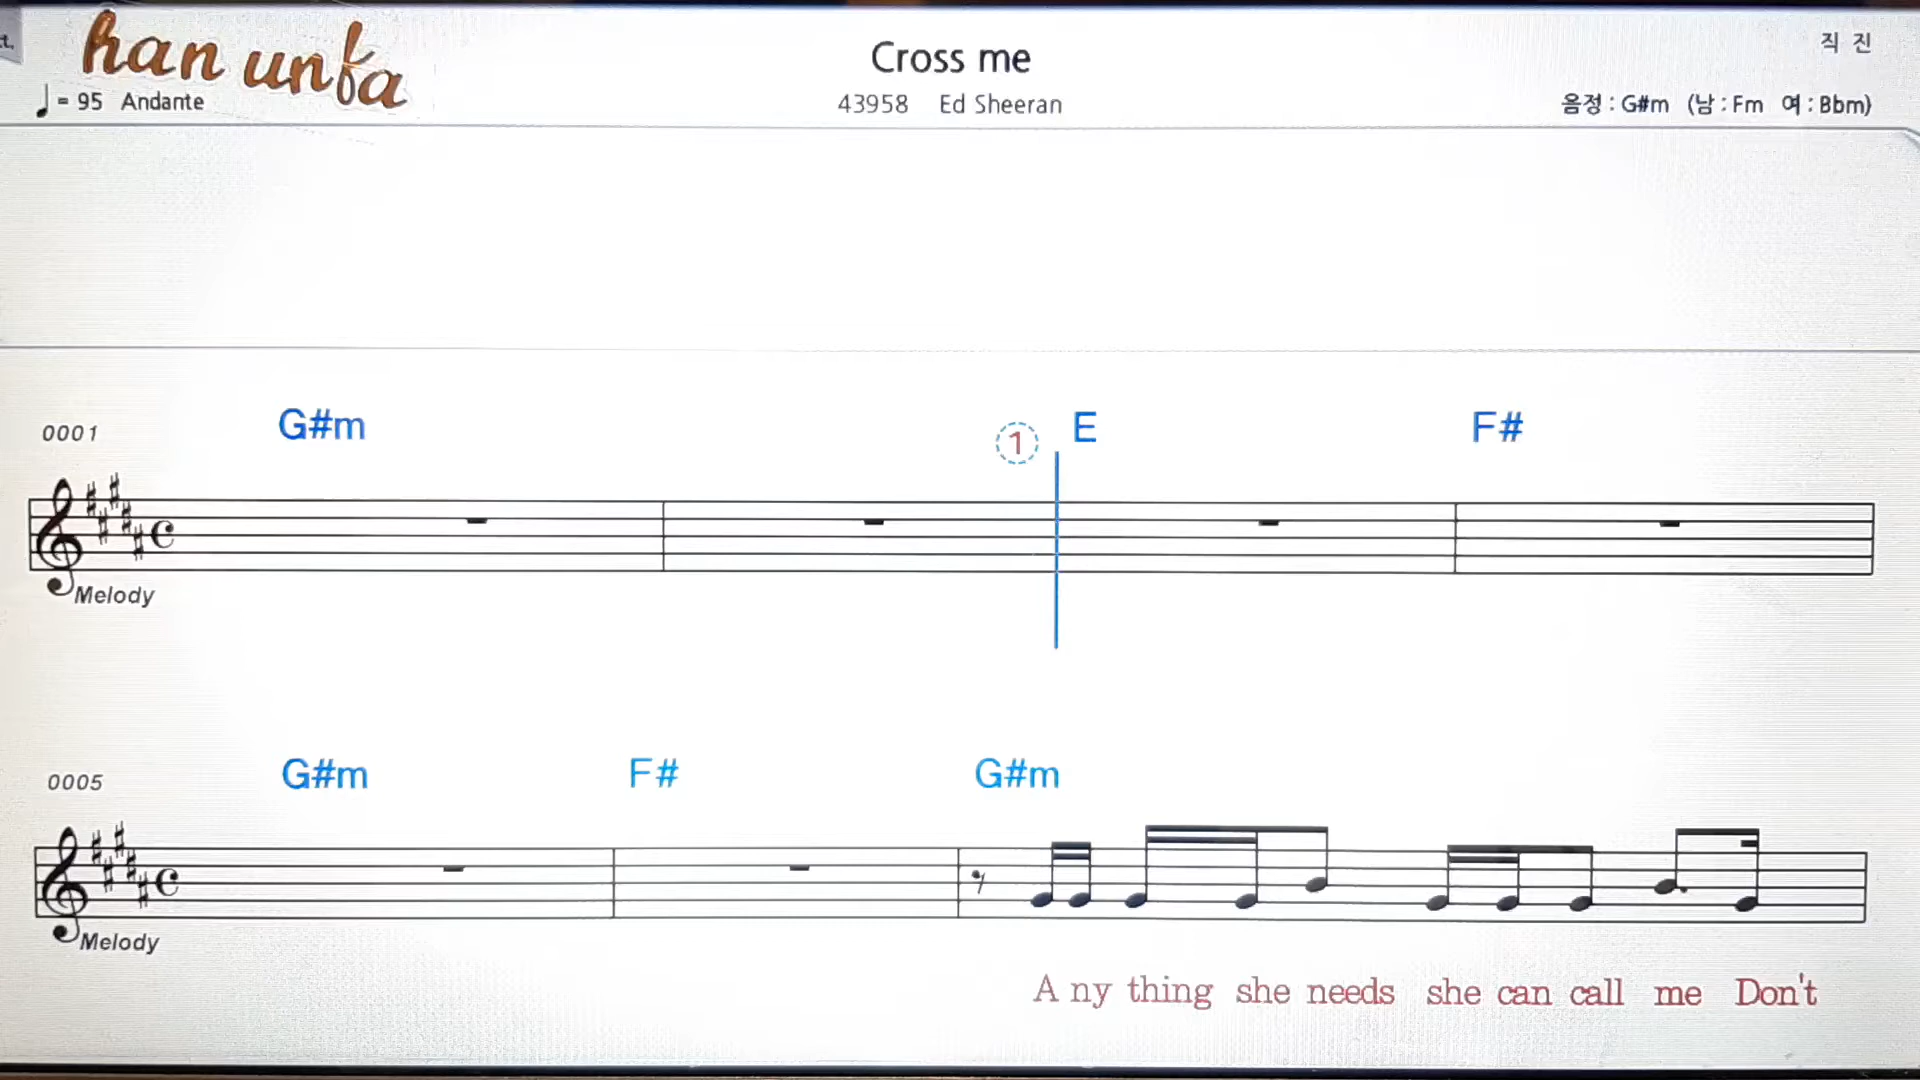 han unfa
Cross me
직 진
♩ = 95 Andante
43958 Ed Sheeran
음정 : G#m (남 : Fm 여 : Bbm)
0001
G#m
1
E
F#
Melody
0005
G#m
F#
G#m
Melody
A ny thing she needs she can call me Don't